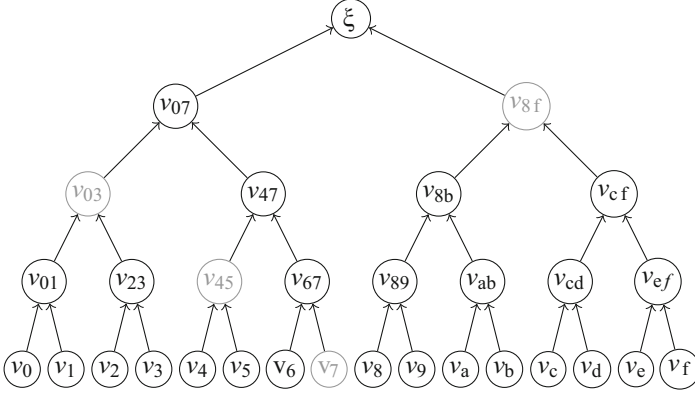 ξ
v07 v8f
v03 v47 v8b vcf
v01 v23 v45 v67 v89 vab vcd vef
v0 v1 v2 v3 v4 v5 v6 v7 v8 v9 va vb vc vd ve vf